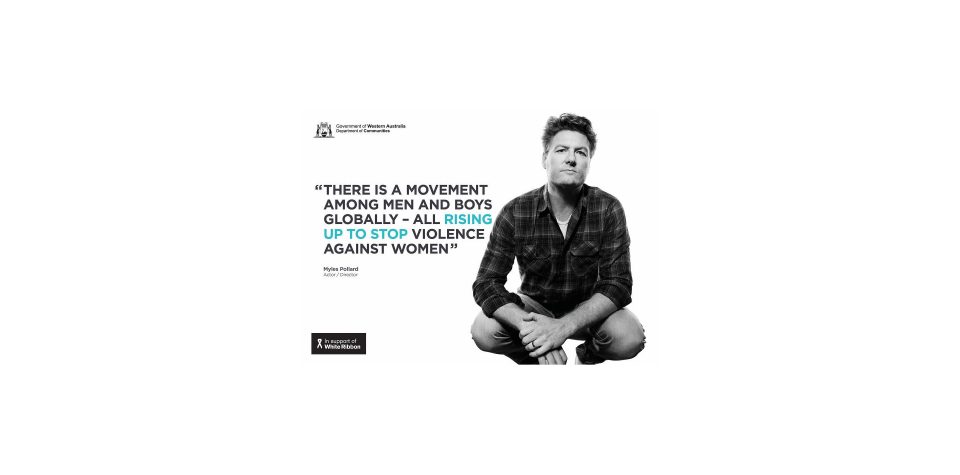 Government of Western Australia
Department of Communities
“THERE IS A MOVEMENT
AMONG MEN AND BOYS
GLOBALLY – ALL RISING
UP TO STOP VIOLENCE
AGAINST WOMEN”
Myles Pollard
Actor / Director
In support of
White Ribbon